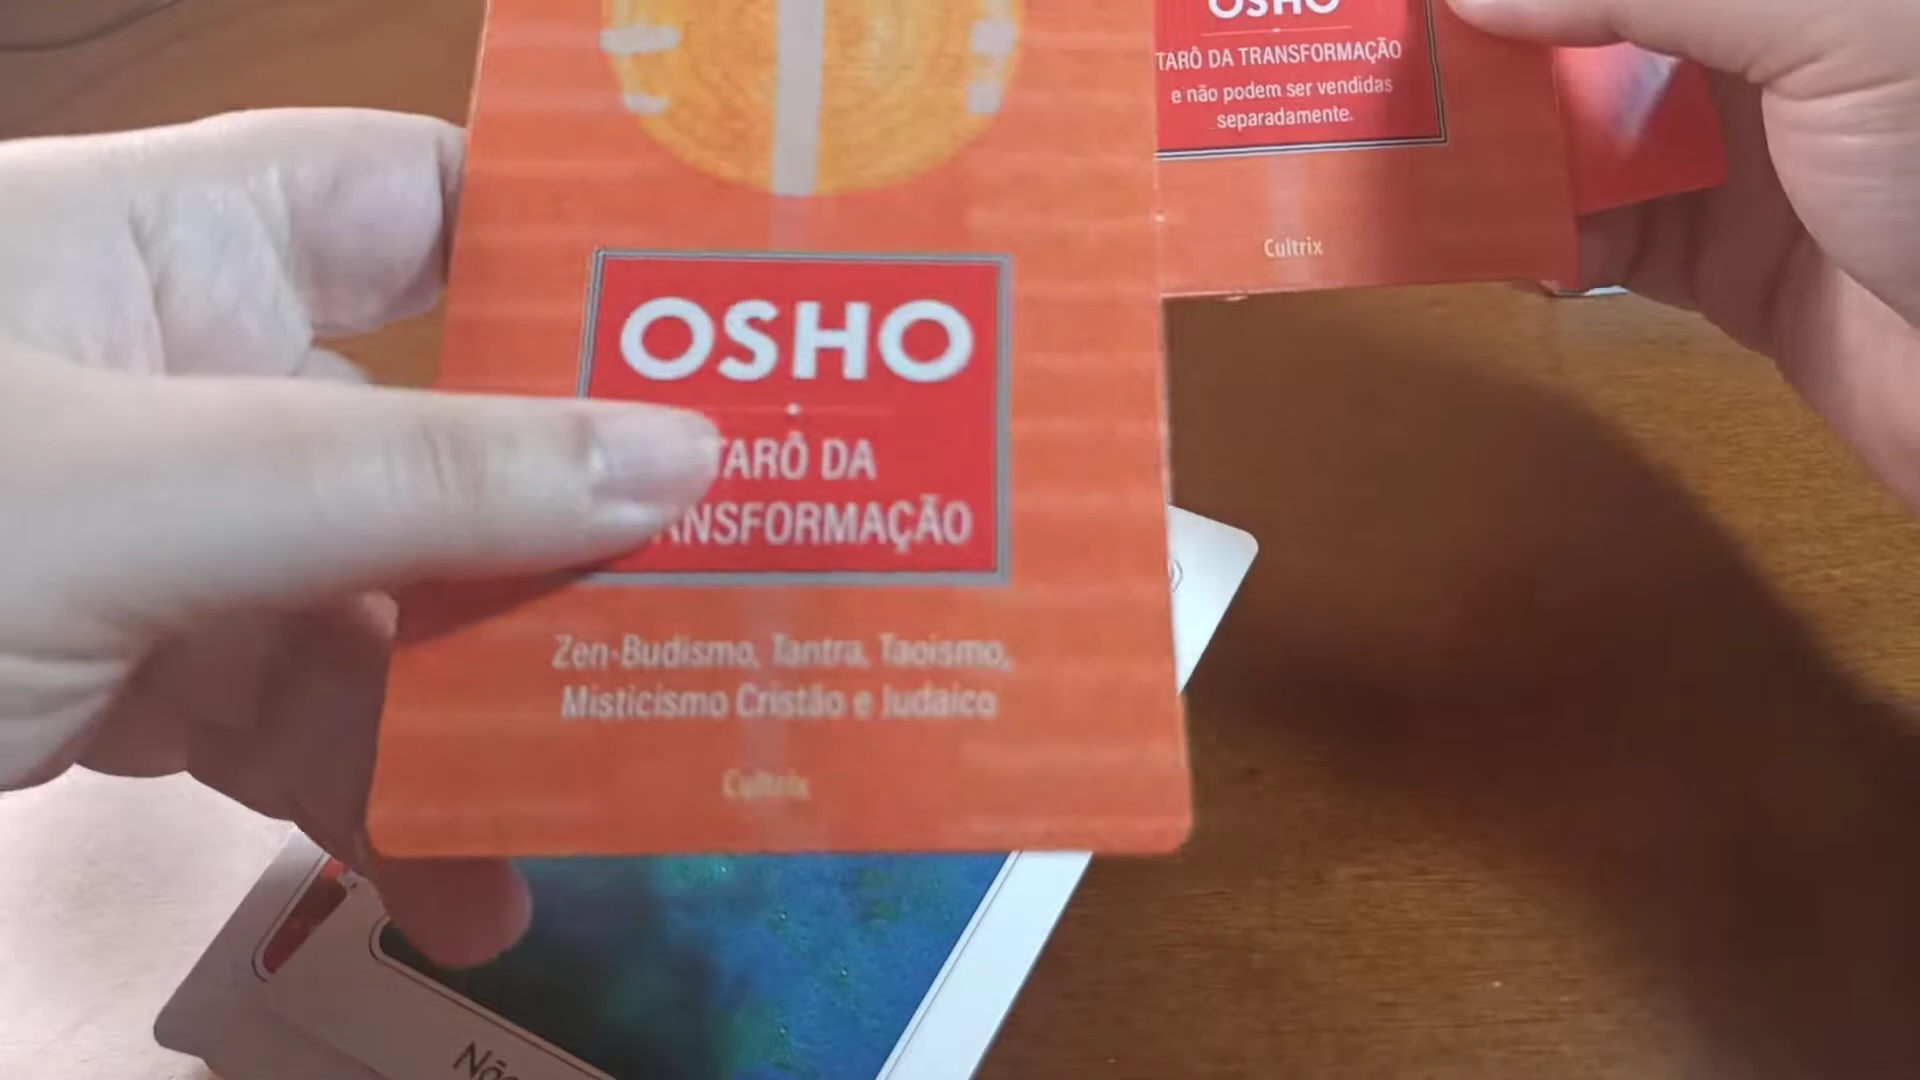 OSHO
TARÔ DA
ANSFORMAÇÃO
Zen-Budismo, Tantra, Taoismo,
Misticismo Cristão e Judaico
Cultrix
OSHO
TARÔ DA TRANSFORMAÇÃO
e não podem ser vendidas
separadamente.
Cultrix